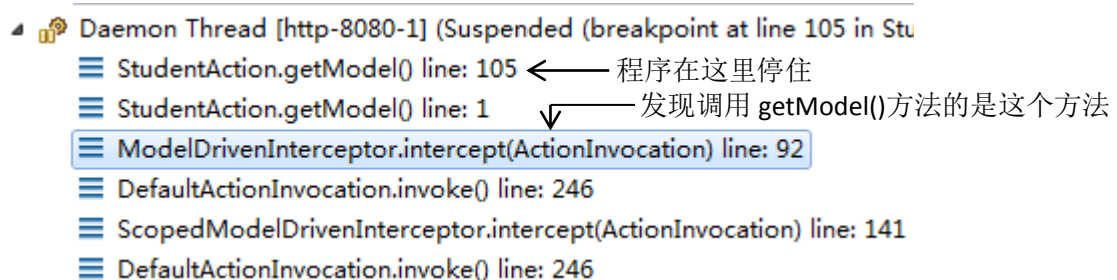 Daemon Thread [http-8080-1] (Suspended (breakpoint at line 105 in Stu
StudentAction.getModel() line: 105 程序在这里停住
StudentAction.getModel() line: 1 发现调用 getModel()方法的是这个方法
ModelDrivenInterceptor.intercept(ActionInvocation) line: 92
DefaultActionInvocation.invoke() line: 246
ScopedModelDrivenInterceptor.intercept(ActionInvocation) line: 141
DefaultActionInvocation.invoke() line: 246